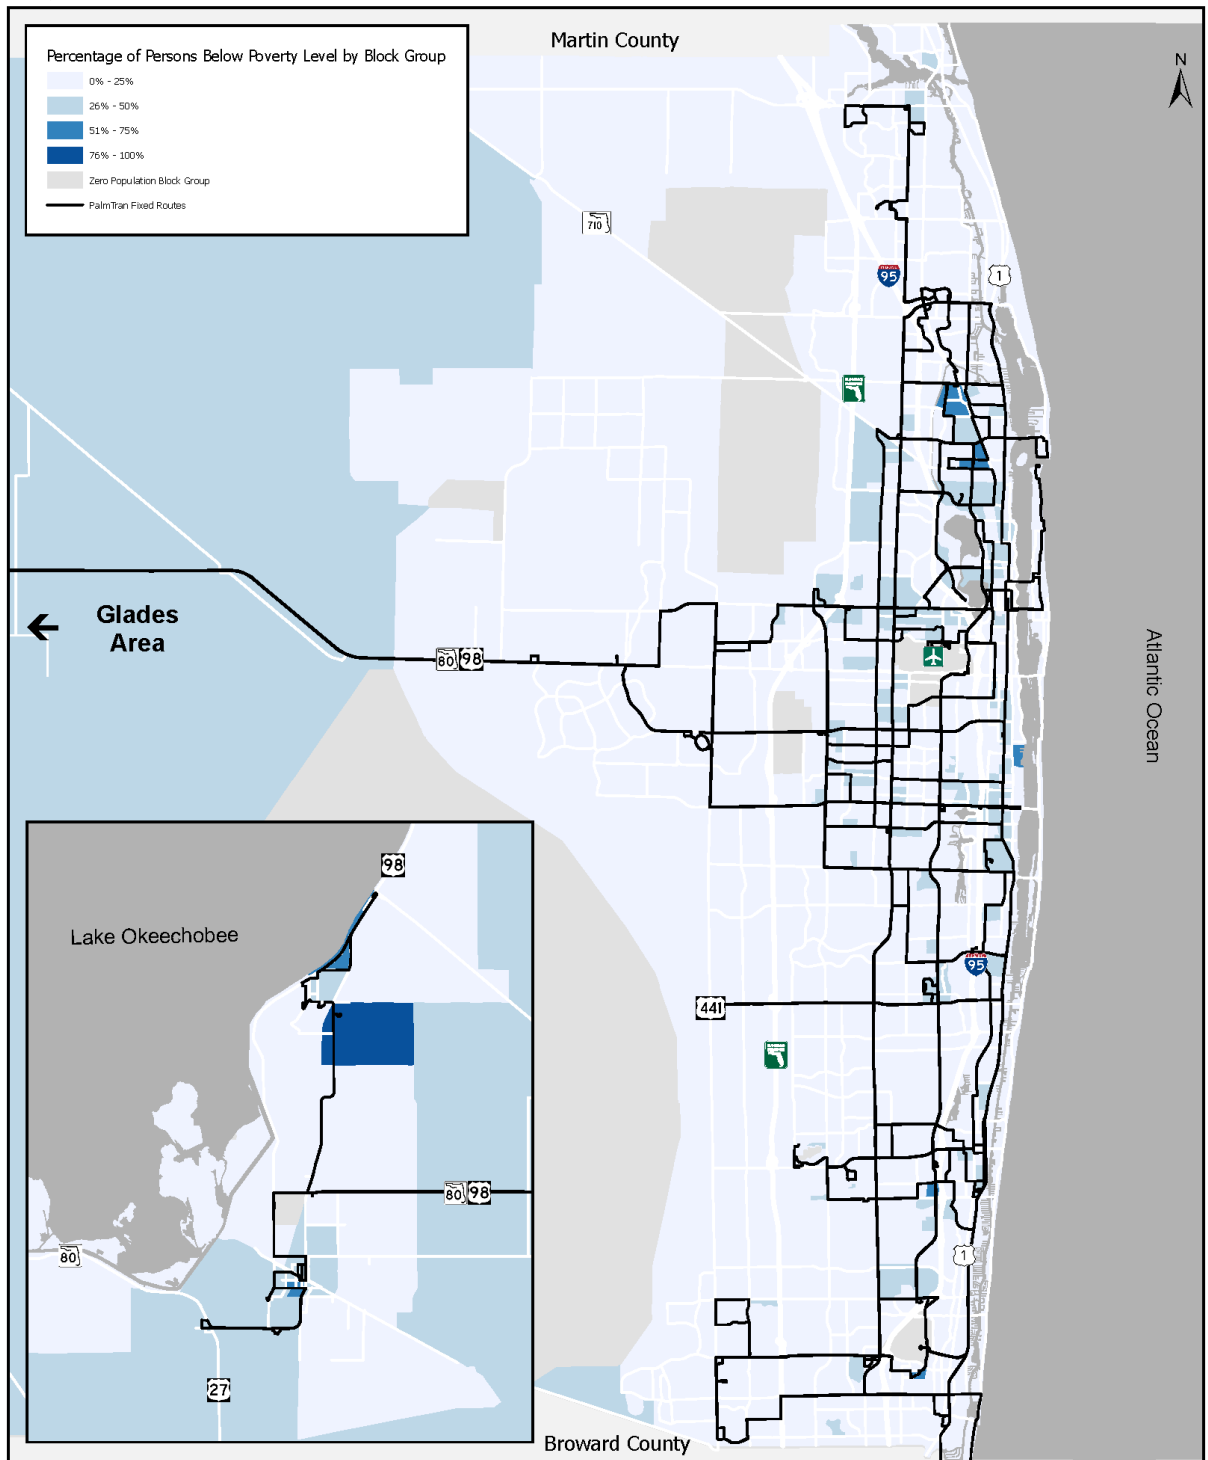 Martin County
Percentage of Persons Below Poverty Level by Block Group
0% - 25%
26% - 50%
51% - 75%
76% - 100%
Zero Population Block Group
PalmTran Fixed Routes
N
710
95
1
Glades
Area
80
98
Atlantic Ocean
98
Lake Okeechobee
95
441
80
98
80
1
27
Broward County